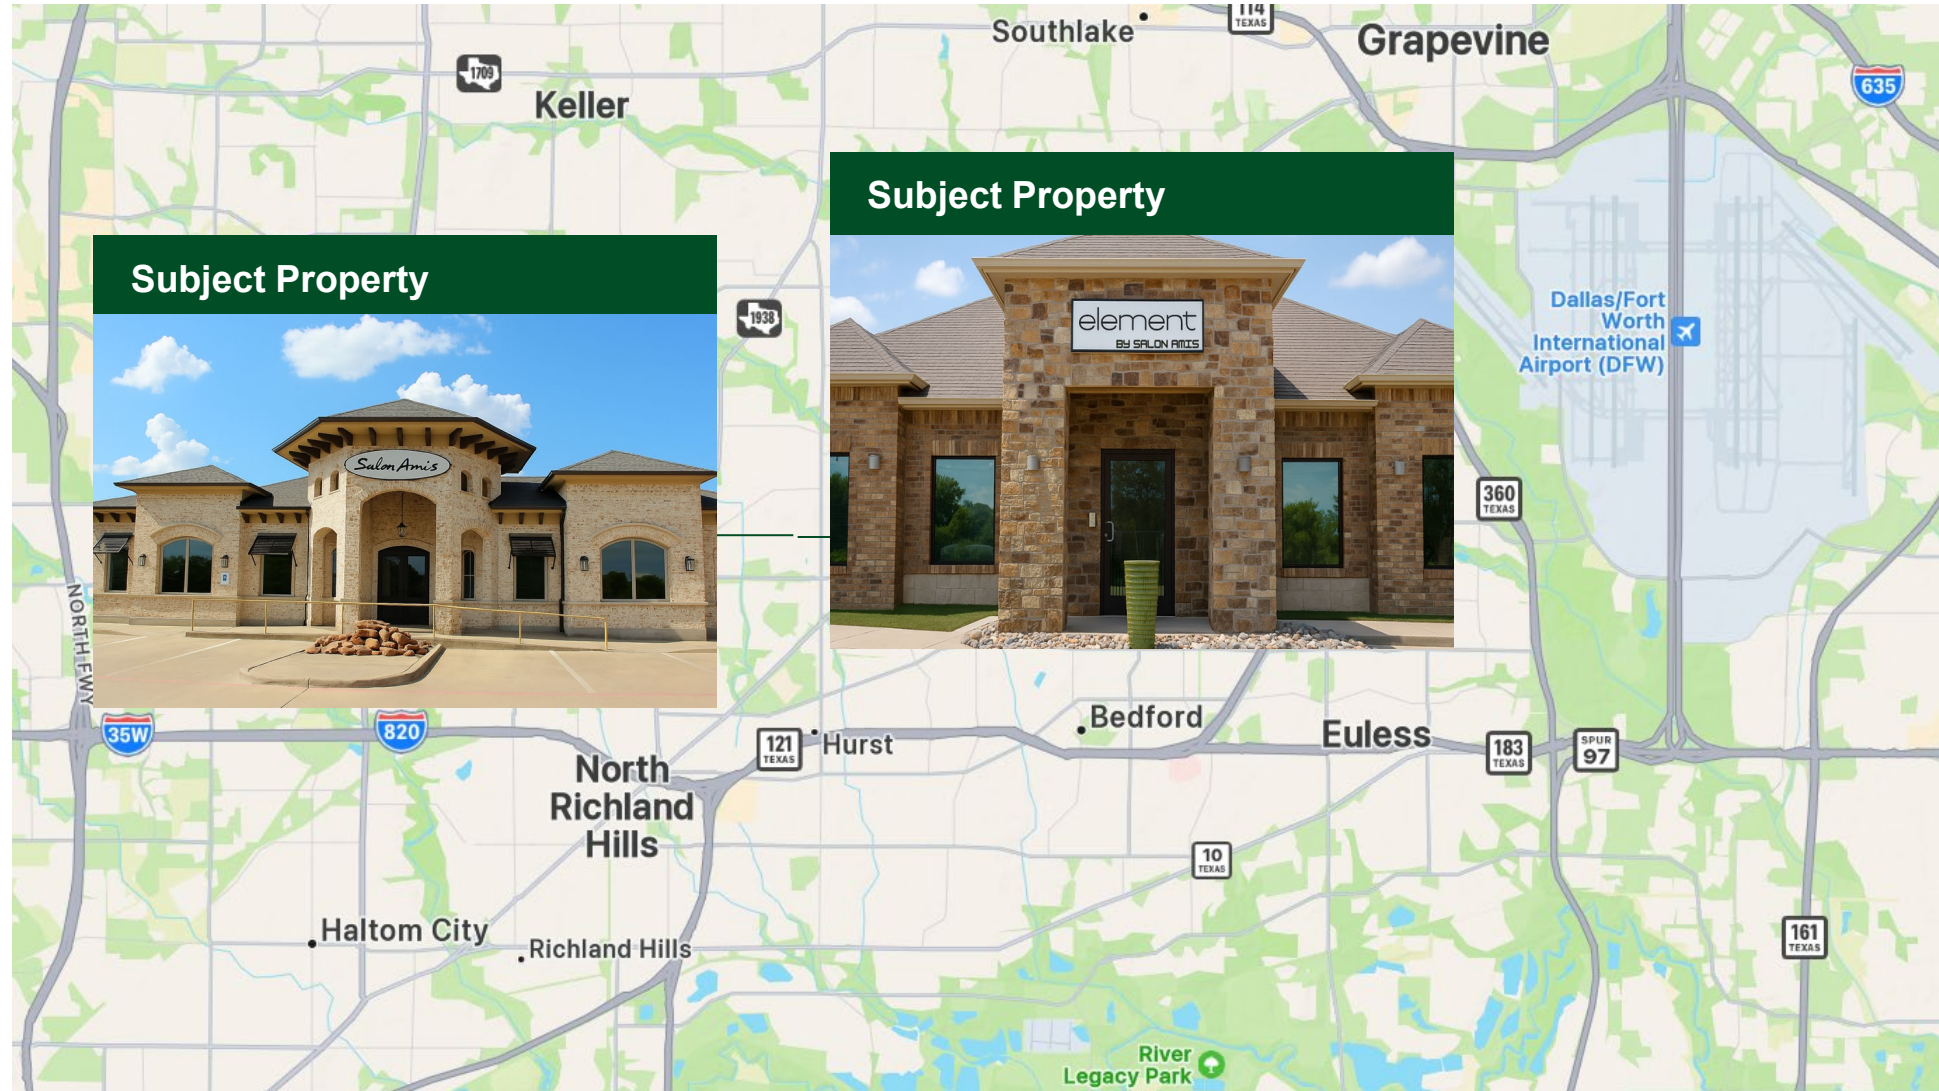 Southlake
114
TEXAS
Grapevine
635
1709
Keller
Subject Property
Subject Property
element
BY SALON AMIS
Dallas/Fort
Worth
International
Airport (DFW)
1938
Salon Amis
360
TEXAS
NORTH FWY
35W
820
121
TEXAS
Hurst
Bedford
Euless
183
TEXAS
SPUR
97
North
Richland
Hills
10
TEXAS
Haltom City
Richland Hills
161
TEXAS
River
Legacy Park